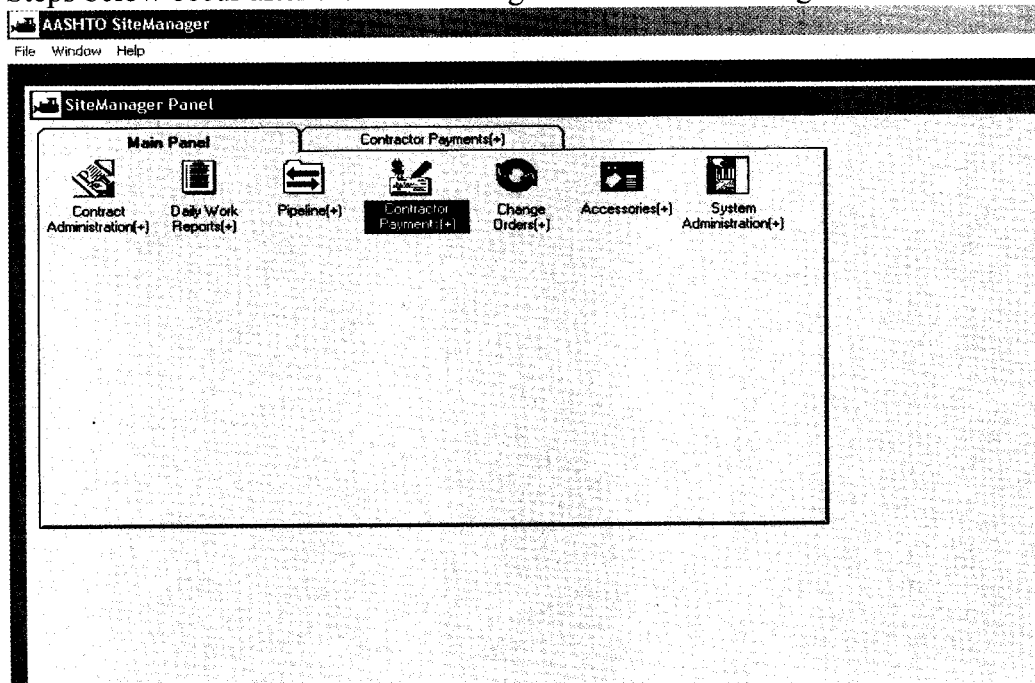 AASHTO SiteManager
File Window Help
SiteManager Panel
Main Panel
Contractor Payments(+)
Contract
Administration(+)
Daily Work
Reports(+)
Pipeline(+)
Contractor
Payments(+)
Change
Orders(+)
Accessories(+)
System
Administration(+)